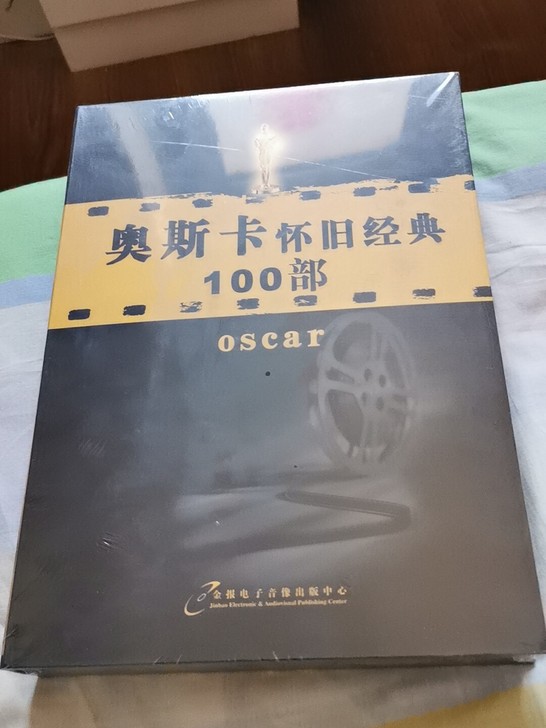 奥斯卡怀旧经典
100部
oscar
金报电子音像出版中心
Jinbao Electronic & Audiovisual Publishing Center